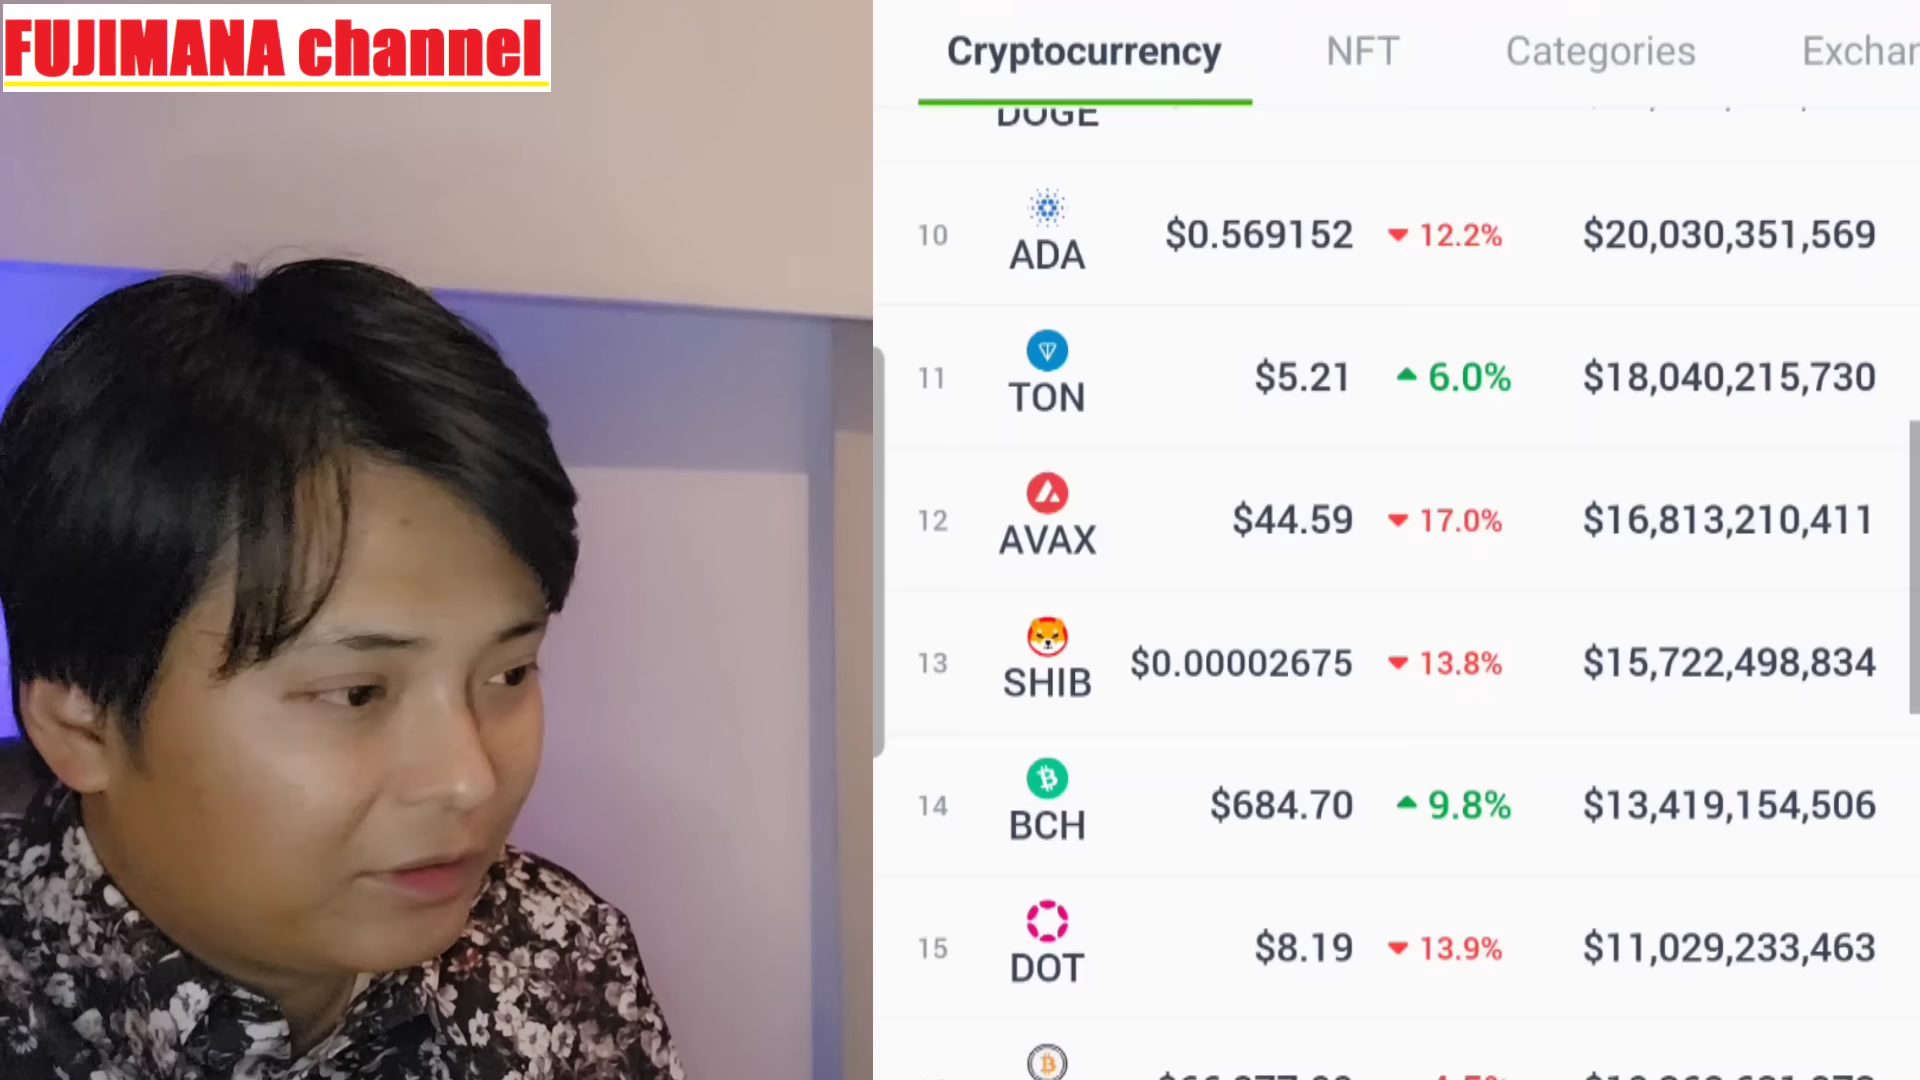 FUJIMANA channel
Cryptocurrency NFT Categories Exchan
DOGE
10 ADA $0.569152 12.2% $20,030,351,569
11 TON $5.21 6.0% $18,040,215,730
12 AVAX $44.59 17.0% $16,813,210,411
13 SHIB $0.00002675 13.8% $15,722,498,834
14 BCH $684.70 9.8% $13,419,154,506
15 DOT $8.19 13.9% $11,029,233,463